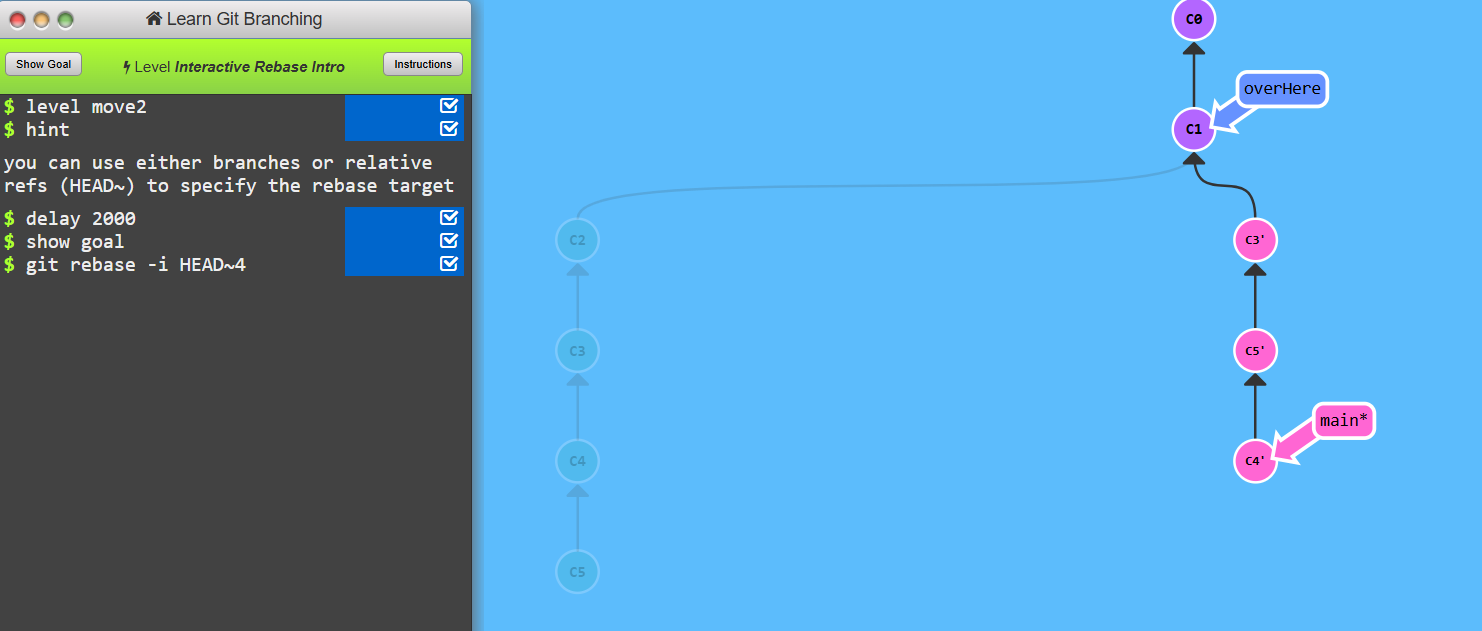 Learn Git Branching
Show Goal
Level Interactive Rebase Intro
Instructions
$ level move2
$ hint
you can use either branches or relative
refs (HEAD~) to specify the rebase target
$ delay 2000
$ show goal
$ git rebase -i HEAD~4
C0
overHere
C1
C2
C3'
C3
C5'
main*
C4
C4'
C5